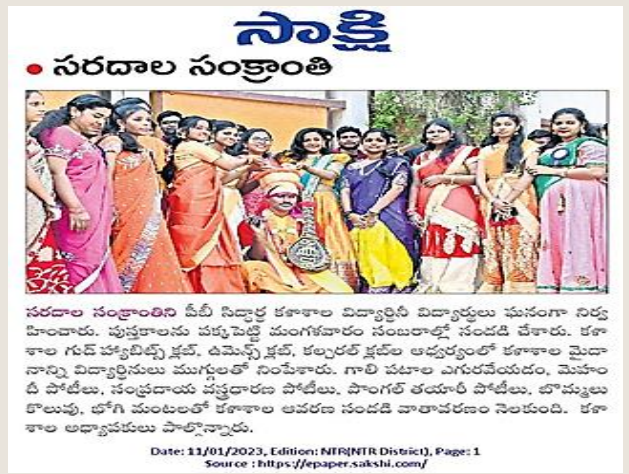 సాక్షి
సరదాల సంక్రాంతి
సరదాల సంక్రాంతిని పీబీ సిద్దార్థ కళాశాల విద్యార్థినీ విద్యార్థులు ఘనంగా నిర్వ
హించారు. పుస్తకాలను పక్కపెట్టి మంగళవారం సంబరాల్లో సందడి చేశారు. కళా
శాల గుడ్ హ్యాబిట్స్ క్లబ్, ఉమెన్స్ క్లబ్, కల్చరల్ క్లబ్‌ల ఆధ్వర్యంలో కళాశాల మైదా
నాన్ని విద్యార్థినులు ముగ్గులతో నింపేశారు. గాలి పటాల ఎగురవేయడం, మెహం
దీ పోటీలు, సంప్రదాయ వస్త్రధారణ పోటీలు, పొంగల్ తయారీ పోటీలు, బొమ్మలు
కొలువు, భోగి మంటలతో కళాశాల ఆవరణ సందడి వాతావరణం నెలకుంది. కళా
శాల అధ్యాపకులు పాల్గొన్నారు.
Date: 11/01/2023, Edition: NTR(NTR District), Page: 1
Source : https://epaper.sakshi.com/